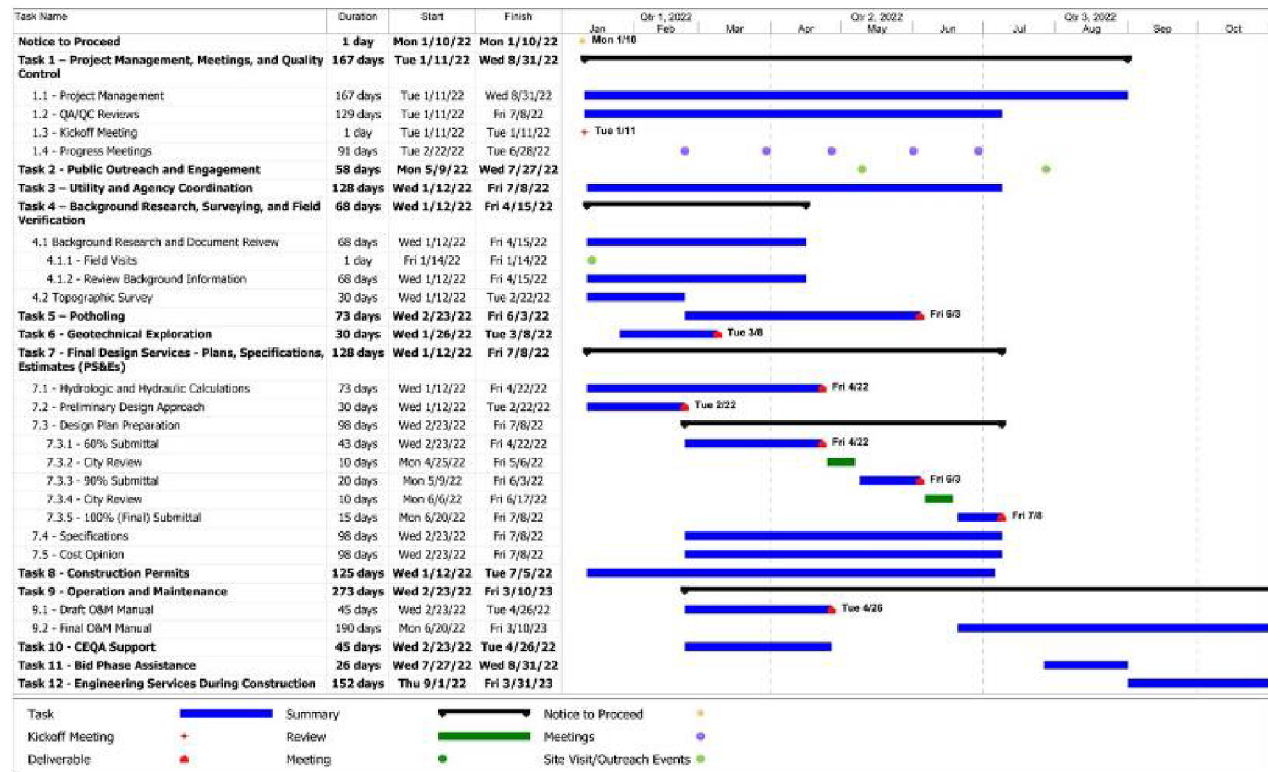 Task Name Duration Start Finish Qtr 1, 2022 Qtr 2, 2022 Qtr 3, 2022
Jan Feb Mar Apr May Jun Jul Aug Sep Oct
Notice to Proceed 1 day Mon 1/10/22 Mon 1/10/22 Mon 1/10
Task 1 – Project Management, Meetings, and Quality 167 days Tue 1/11/22 Wed 8/31/22
Control
1.1 - Project Management 167 days Tue 1/11/22 Wed 8/31/22
1.2 - QA/QC Reviews 129 days Tue 1/11/22 Fri 7/8/22
1.3 - Kickoff Meeting 1 day Tue 1/11/22 Tue 1/11/22 Tue 1/11
1.4 - Progress Meetings 91 days Tue 2/22/22 Tue 6/28/22
Task 2 - Public Outreach and Engagement 58 days Mon 5/9/22 Wed 7/27/22
Task 3 – Utility and Agency Coordination 128 days Wed 1/12/22 Fri 7/8/22
Task 4 – Background Research, Surveying, and Field 68 days Wed 1/12/22 Fri 4/15/22
Verification
4.1 Background Research and Document Reivew 68 days Wed 1/12/22 Fri 4/15/22
4.1.1 - Field Visits 1 day Fri 1/14/22 Fri 1/14/22
4.1.2 - Review Background Information 68 days Wed 1/12/22 Fri 4/15/22
4.2 Topographic Survey 30 days Wed 1/12/22 Tue 2/22/22
Task 5 – Potholing 73 days Wed 2/23/22 Fri 6/3/22 Fri 6/3
Task 6 - Geotechnical Exploration 30 days Wed 1/26/22 Tue 3/8/22 Tue 3/8
Task 7 - Final Design Services - Plans, Specifications, 128 days Wed 1/12/22 Fri 7/8/22
Estimates (PS&Es)
7.1 - Hydrologic and Hydraulic Calculations 73 days Wed 1/12/22 Fri 4/22/22 Fri 4/22
7.2 - Preliminary Design Approach 30 days Wed 1/12/22 Tue 2/22/22 Tue 2/22
7.3 - Design Plan Preparation 98 days Wed 2/23/22 Fri 7/8/22
7.3.1 - 60% Submittal 43 days Wed 2/23/22 Fri 4/22/22 Fri 4/22
7.3.2 - City Review 10 days Mon 4/25/22 Fri 5/6/22
7.3.3 - 90% Submittal 20 days Mon 5/9/22 Fri 6/3/22 Fri 6/3
7.3.4 - City Review 10 days Mon 6/6/22 Fri 6/17/22
7.3.5 - 100% (Final) Submittal 15 days Mon 6/20/22 Fri 7/8/22 Fri 7/8
7.4 - Specifications 98 days Wed 2/23/22 Fri 7/8/22
7.5 - Cost Opinion 98 days Wed 2/23/22 Fri 7/8/22
Task 8 - Construction Permits 125 days Wed 1/12/22 Tue 7/5/22
Task 9 - Operation and Maintenance 273 days Wed 2/23/22 Fri 3/10/23
9.1 - Draft O&M Manual 45 days Wed 2/23/22 Tue 4/26/22 Tue 4/26
9.2 - Final O&M Manual 190 days Mon 6/20/22 Fri 3/10/23
Task 10 - CEQA Support 45 days Wed 2/23/22 Tue 4/26/22
Task 11 - Bid Phase Assistance 26 days Wed 7/27/22 Wed 8/31/22
Task 12 - Engineering Services During Construction 152 days Thu 9/1/22 Fri 3/31/23
Task Summary Notice to Proceed
Kickoff Meeting Review Meetings
Deliverable Meeting Site Visit/Outreach Events